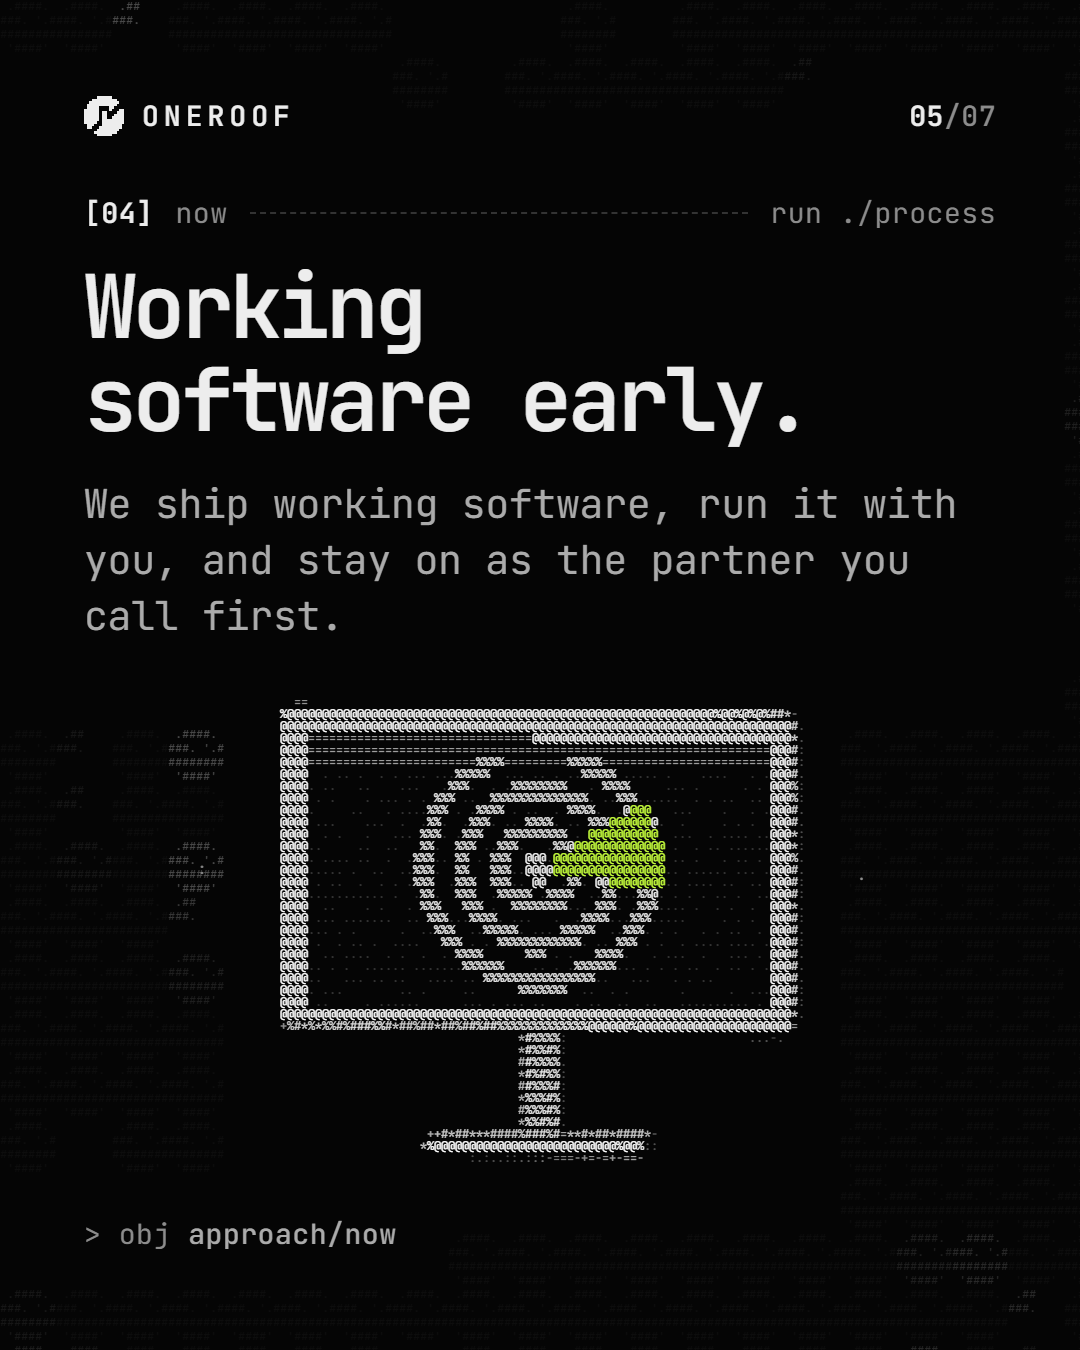 ONEROOF 05/07
[04] now run ./process
Working
software early.
We ship working software, run it with
you, and stay on as the partner you
call first.
> obj approach/now